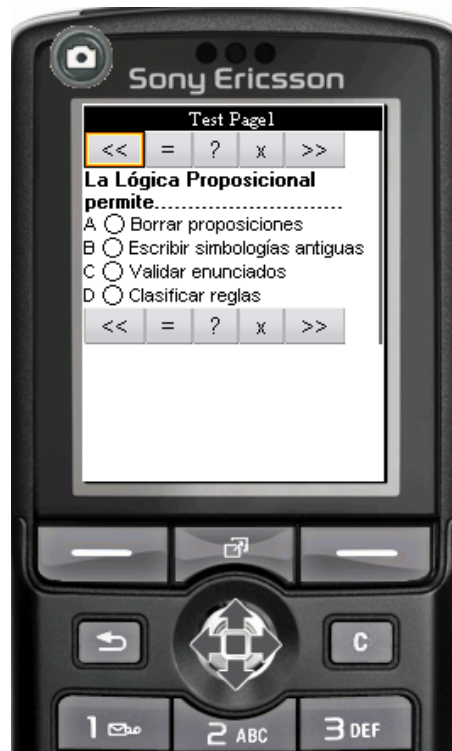 Sony Ericsson
Test Page1
<< = ? x >>
La Lógica Proposicional
permite............................
A Borrar proposiciones
B Escribir simbologías antiguas
C Validar enunciados
D Clasificar reglas
<< = ? x >>
C
1 2 ABC 3 DEF